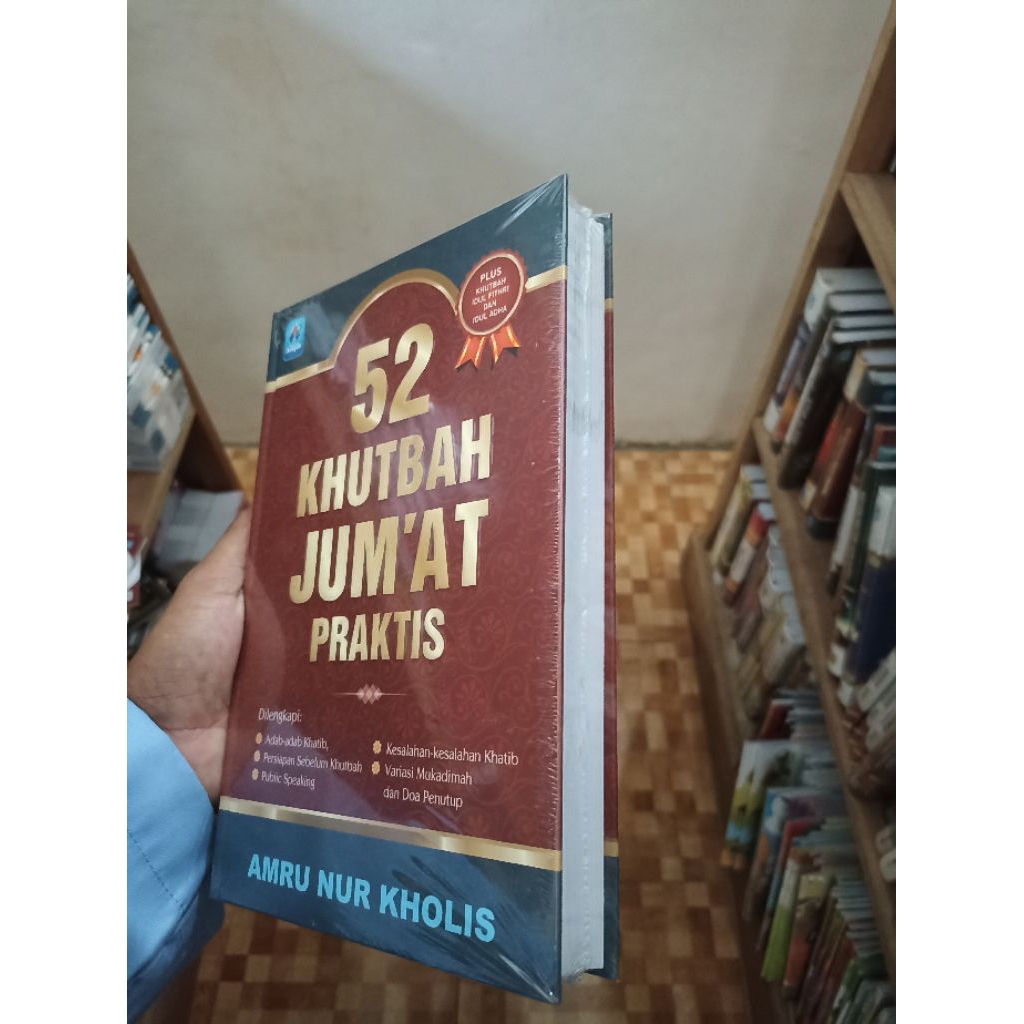 PLUS
KHUTBAH
IDUL FITHRI
DAN
IDUL ADHA
52
KHUTBAH
JUM'AT
PRAKTIS
Dilengkapi:
Adab-adab Khatib,
Persiapan Sebelum Khutbah
Public Speaking
Kesalahan-kesalahan Khatib
Variasi Mukadimah
dan Doa Penutup
AMRU NUR KHOLIS